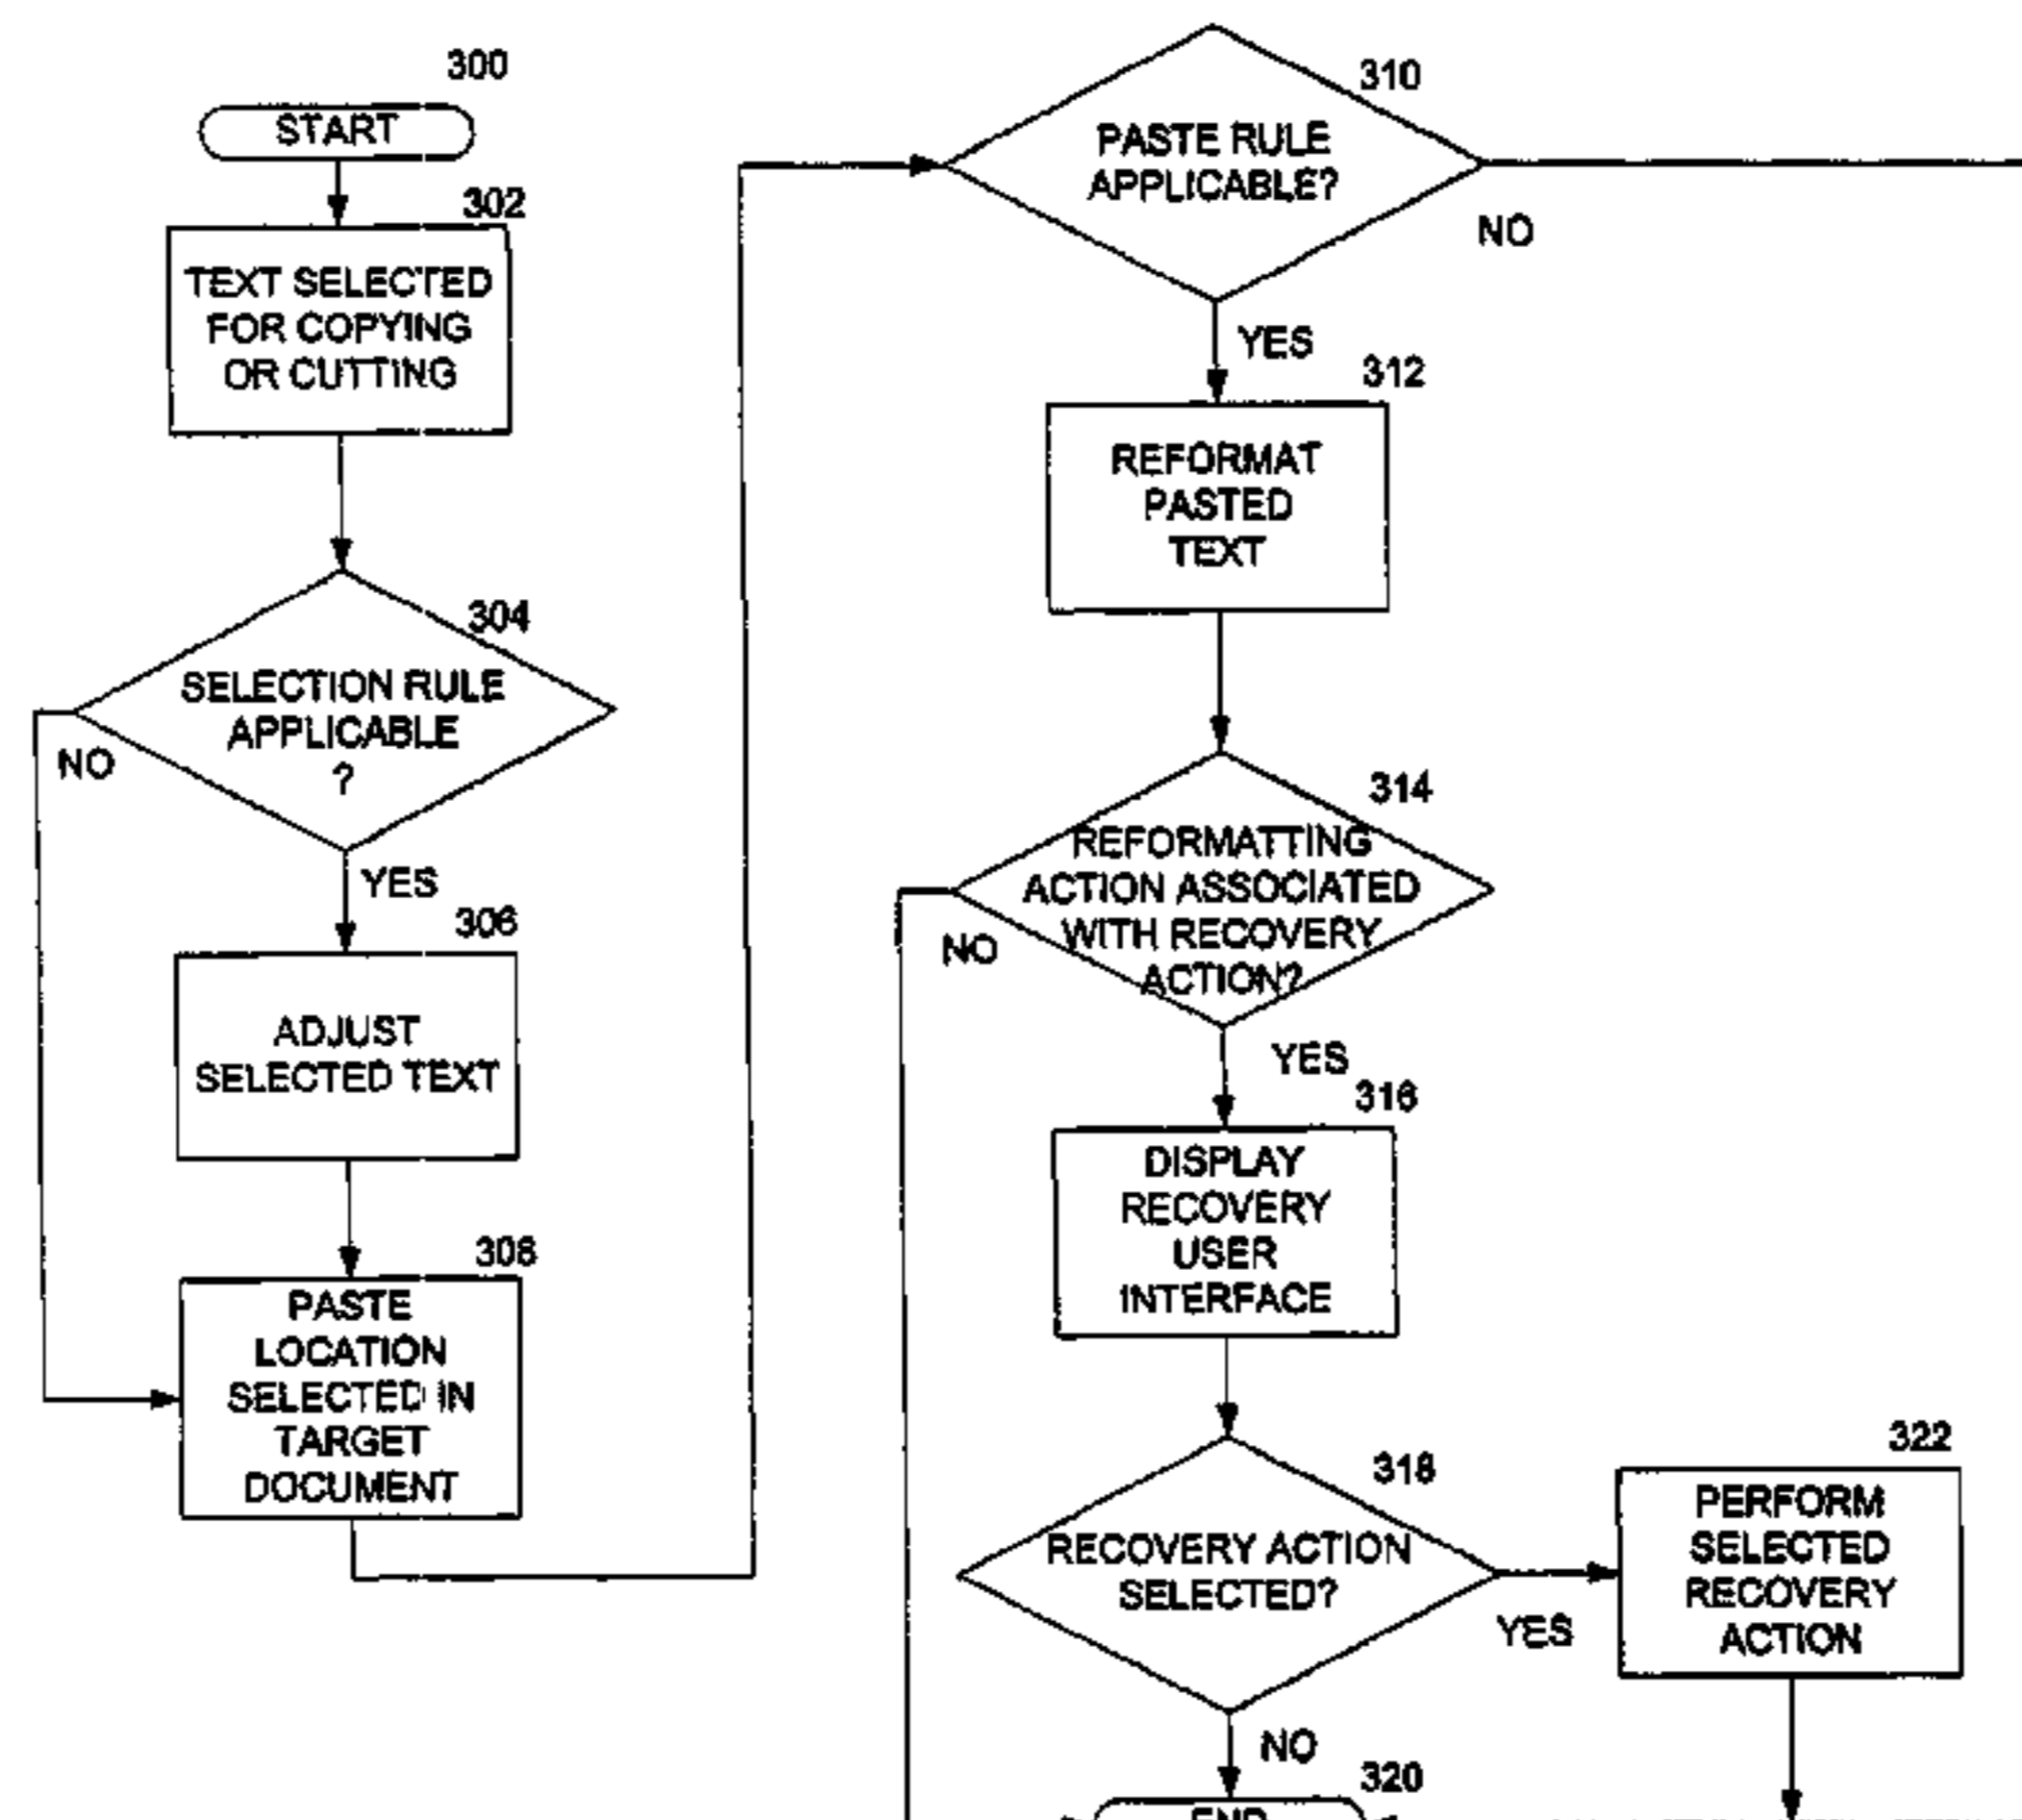 300
START
302
TEXT SELECTED
FOR COPYING
OR CUTTING
304
SELECTION RULE
APPLICABLE
?
NO
YES
306
ADJUST
SELECTED TEXT
308
PASTE
LOCATION
SELECTED IN
TARGET
DOCUMENT
310
PASTE RULE
APPLICABLE?
NO
YES
312
REFORMAT
PASTED
TEXT
314
REFORMATTING
ACTION ASSOCIATED
WITH RECOVERY
ACTION?
NO
YES
316
DISPLAY
RECOVERY
USER
INTERFACE
318
RECOVERY ACTION
SELECTED?
YES
322
PERFORM
SELECTED
RECOVERY
ACTION
NO
320
END